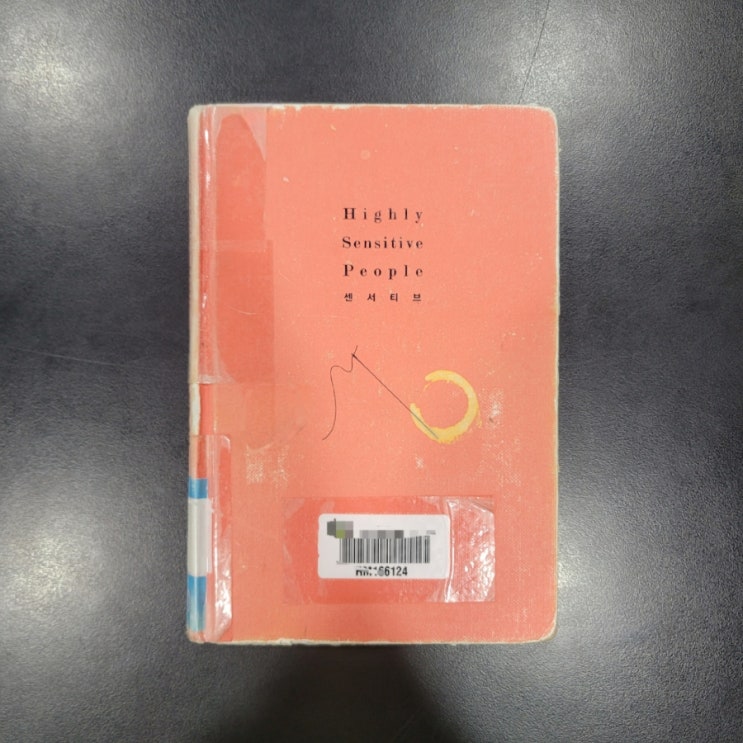 Highly
Sensitive
People
센서티브